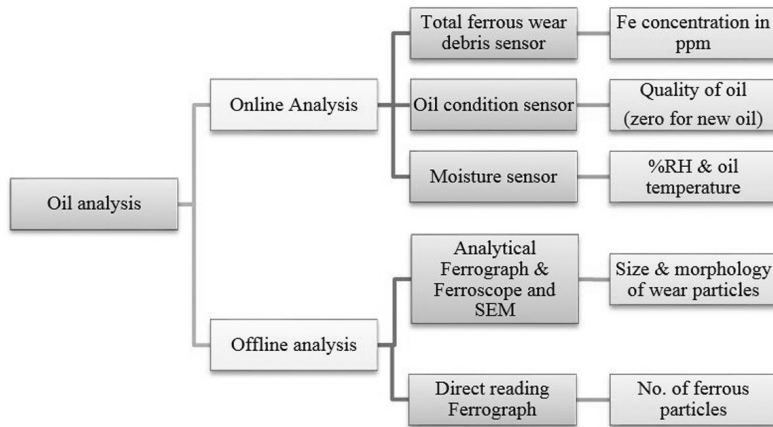 Oil analysis
Online Analysis
Total ferrous wear
debris sensor
Fe concentration in
ppm
Oil condition sensor
Quality of oil
(zero for new oil)
Moisture sensor
%RH & oil
temperature
Offline analysis
Analytical
Ferrograph &
Ferroscope and
SEM
Size & morphology
of wear particles
Direct reading
Ferrograph
No. of ferrous
particles